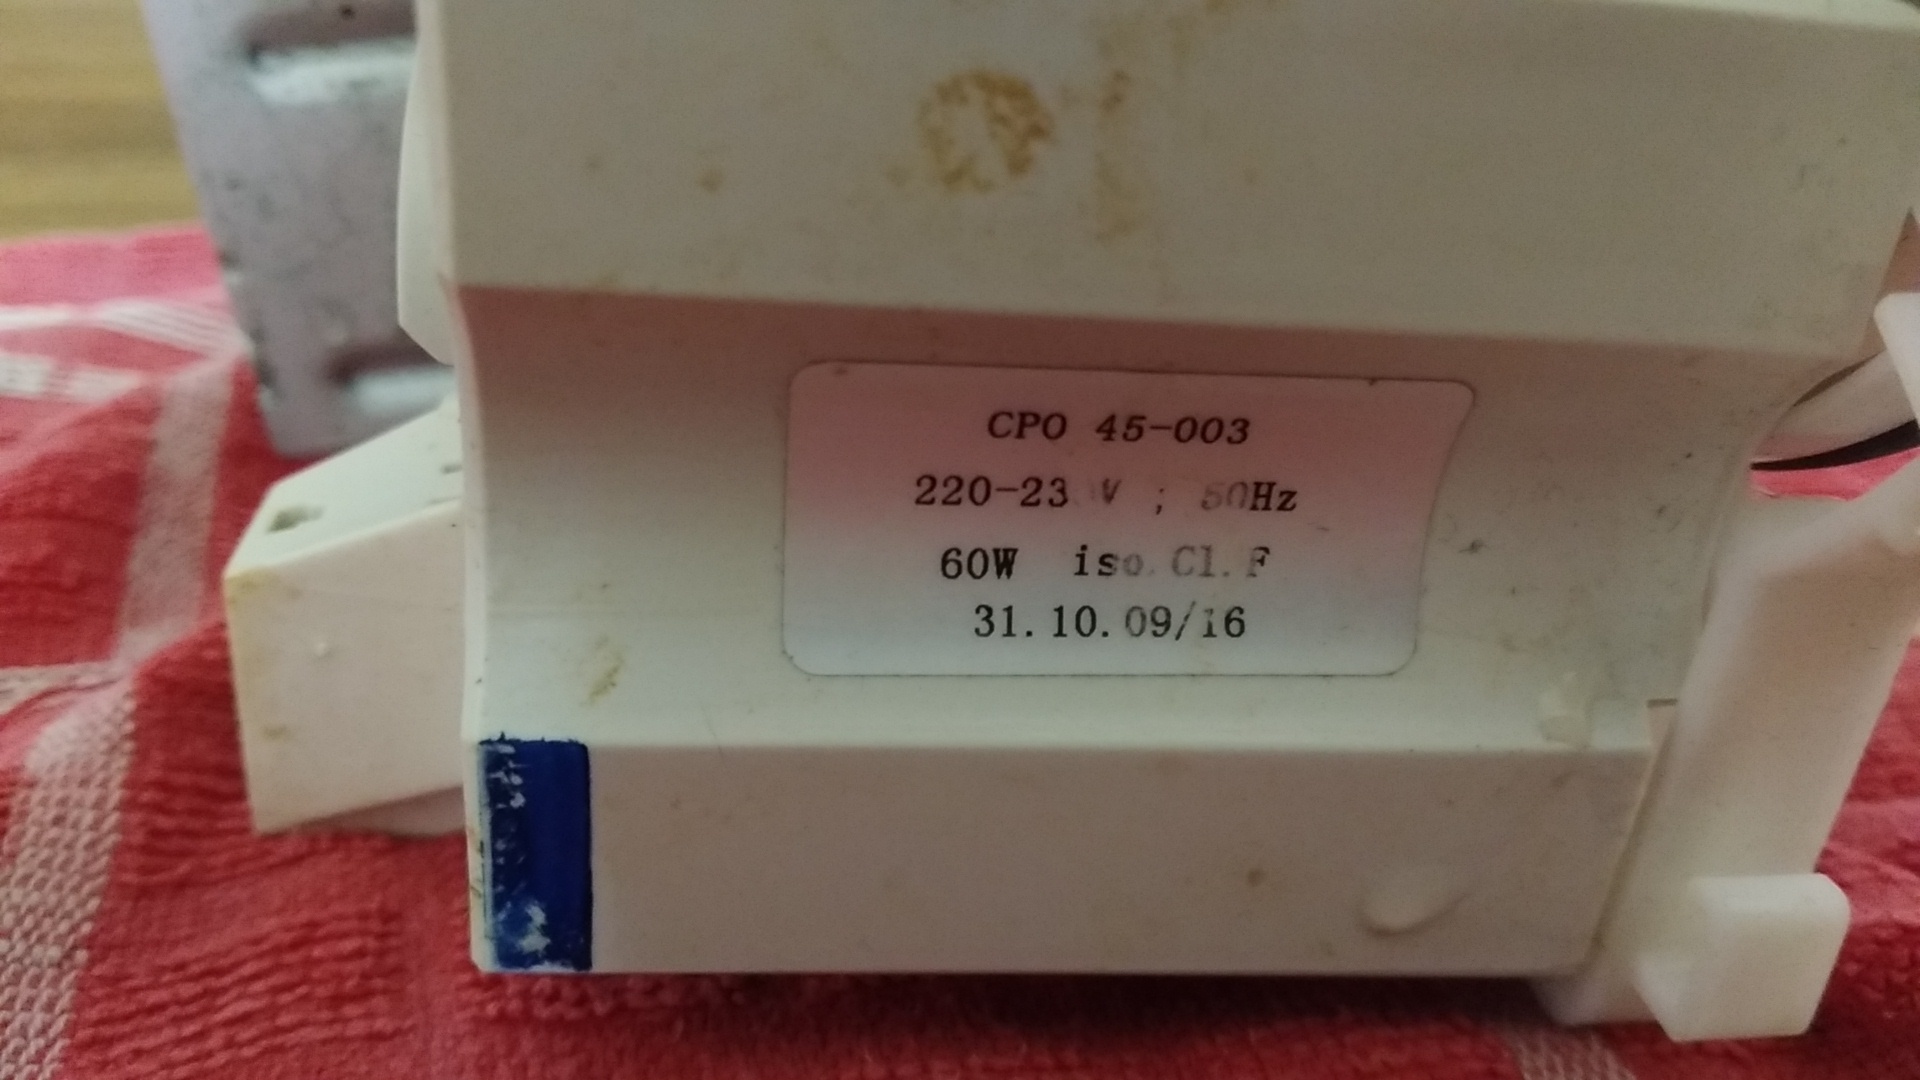 CPO 45-003
220-23 V ; 50Hz
60W iso.Cl.F
31.10.09/16